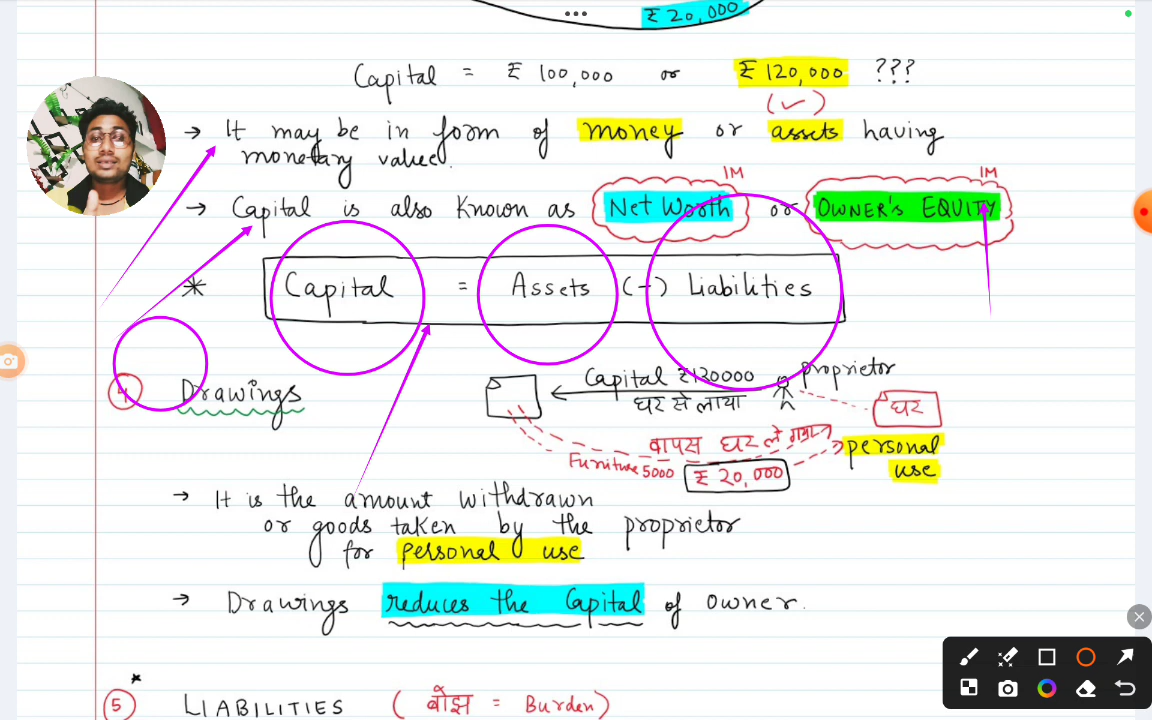 ₹ 20,000
Capital = ₹ 100,000 or ₹ 120,000 ???
(✓)
→ It may be in form of money or assets having
monetary value.
1M 1M
→ Capital is also known as Net Worth or OWNER'S EQUITY
* Capital = Assets (-) Liabilities
④ Drawings
Capital ₹120000 proprietor
घर से लाया
घर
वापस घर ले गया
personal
use
Furniture 5000 ₹ 20,000
→ It is the amount withdrawn
or goods taken by the proprietor
for personal use
→ Drawings reduces the Capital of owner.
*
⑤ LIABILITIES (बोझ = Burden)